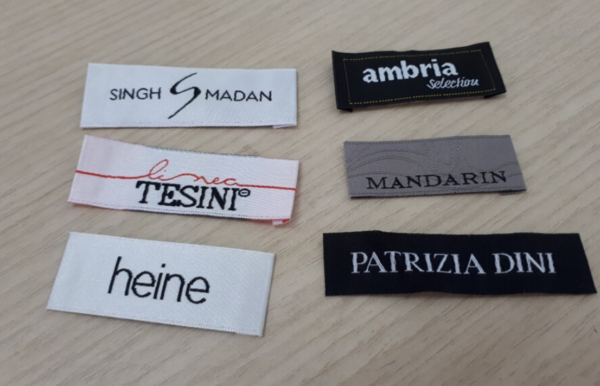 SINGH S MADAN
linea
TESINI®
heine
ambria
Selection
MANDARIN
PATRIZIA DINI